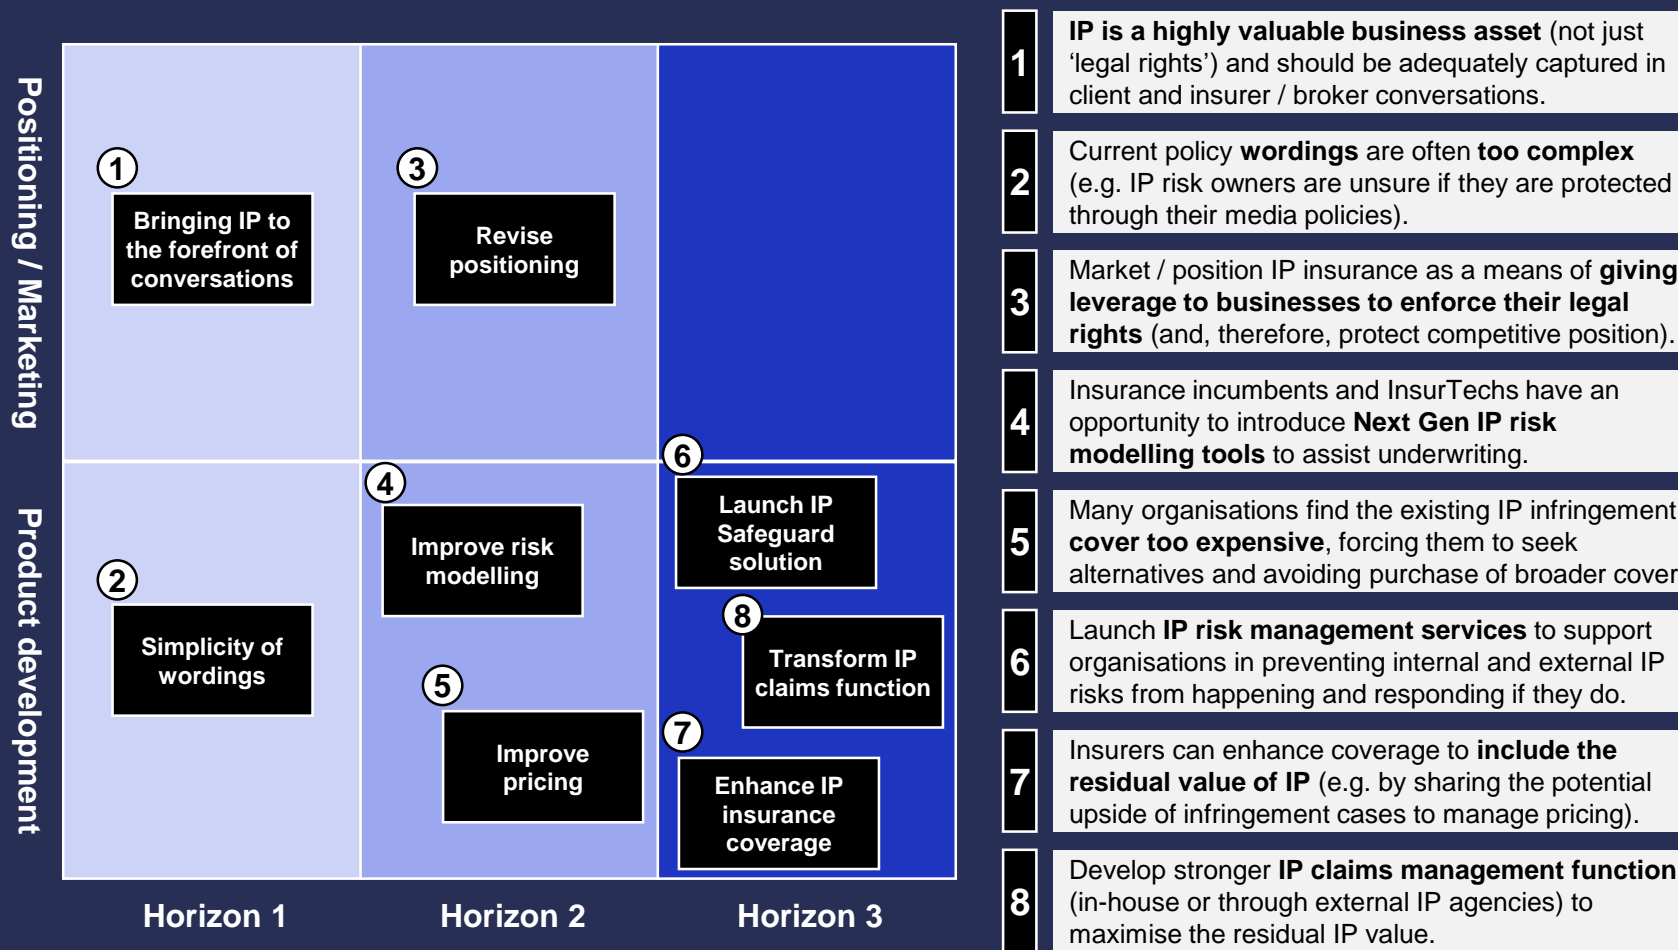 Positioning / Marketing
Product development
1
Bringing IP to
the forefront of
conversations
3
Revise
positioning
2
Simplicity of
wordings
4
Improve risk
modelling
5
Improve
pricing
6
Launch IP
Safeguard
solution
8
Transform IP
claims function
7
Enhance IP
insurance
coverage
Horizon 1
Horizon 2
Horizon 3
1
IP is a highly valuable business asset (not just
‘legal rights’) and should be adequately captured in
client and insurer / broker conversations.
2
Current policy wordings are often too complex
(e.g. IP risk owners are unsure if they are protected
through their media policies).
3
Market / position IP insurance as a means of giving
leverage to businesses to enforce their legal
rights (and, therefore, protect competitive position).
4
Insurance incumbents and InsurTechs have an
opportunity to introduce Next Gen IP risk
modelling tools to assist underwriting.
5
Many organisations find the existing IP infringement
cover too expensive, forcing them to seek
alternatives and avoiding purchase of broader cover
6
Launch IP risk management services to support
organisations in preventing internal and external IP
risks from happening and responding if they do.
7
Insurers can enhance coverage to include the
residual value of IP (e.g. by sharing the potential
upside of infringement cases to manage pricing).
8
Develop stronger IP claims management function
(in-house or through external IP agencies) to
maximise the residual IP value.